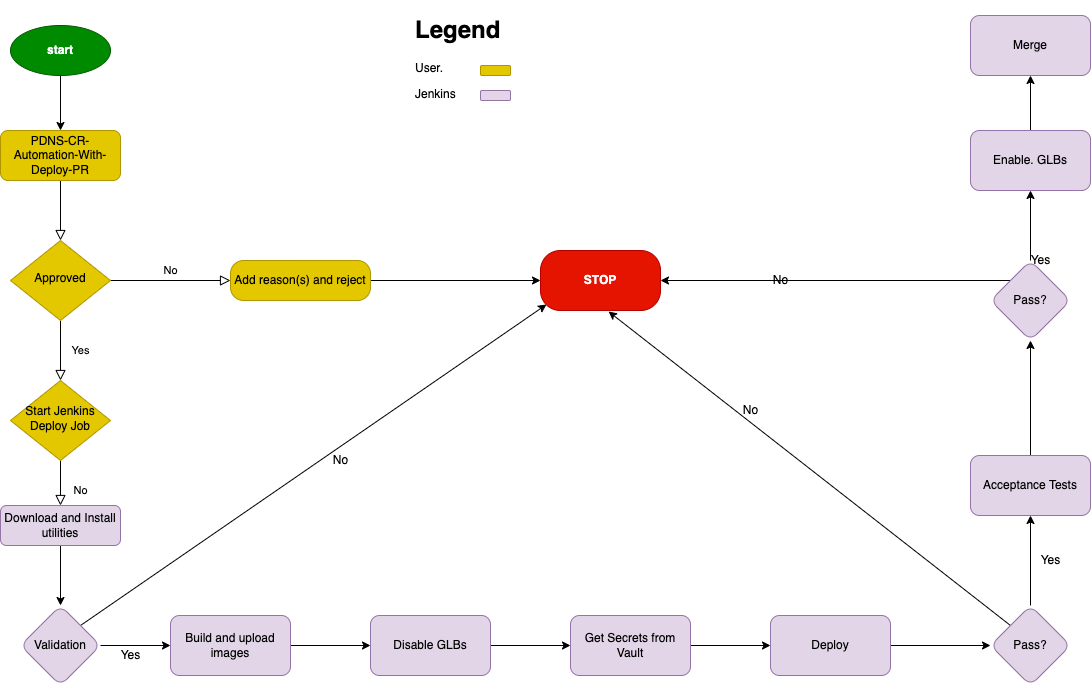 Legend
User.
Jenkins
start
PDNS-CR-
Automation-With-
Deploy-PR
Approved
No
Add reason(s) and reject
STOP
No
Pass?
Yes
Enable. GLBs
Merge
Yes
Start Jenkins
Deploy Job
No
Download and Install
utilities
No
No
Acceptance Tests
Yes
Validation
Yes
Build and upload
images
Disable GLBs
Get Secrets from
Vault
Deploy
Pass?